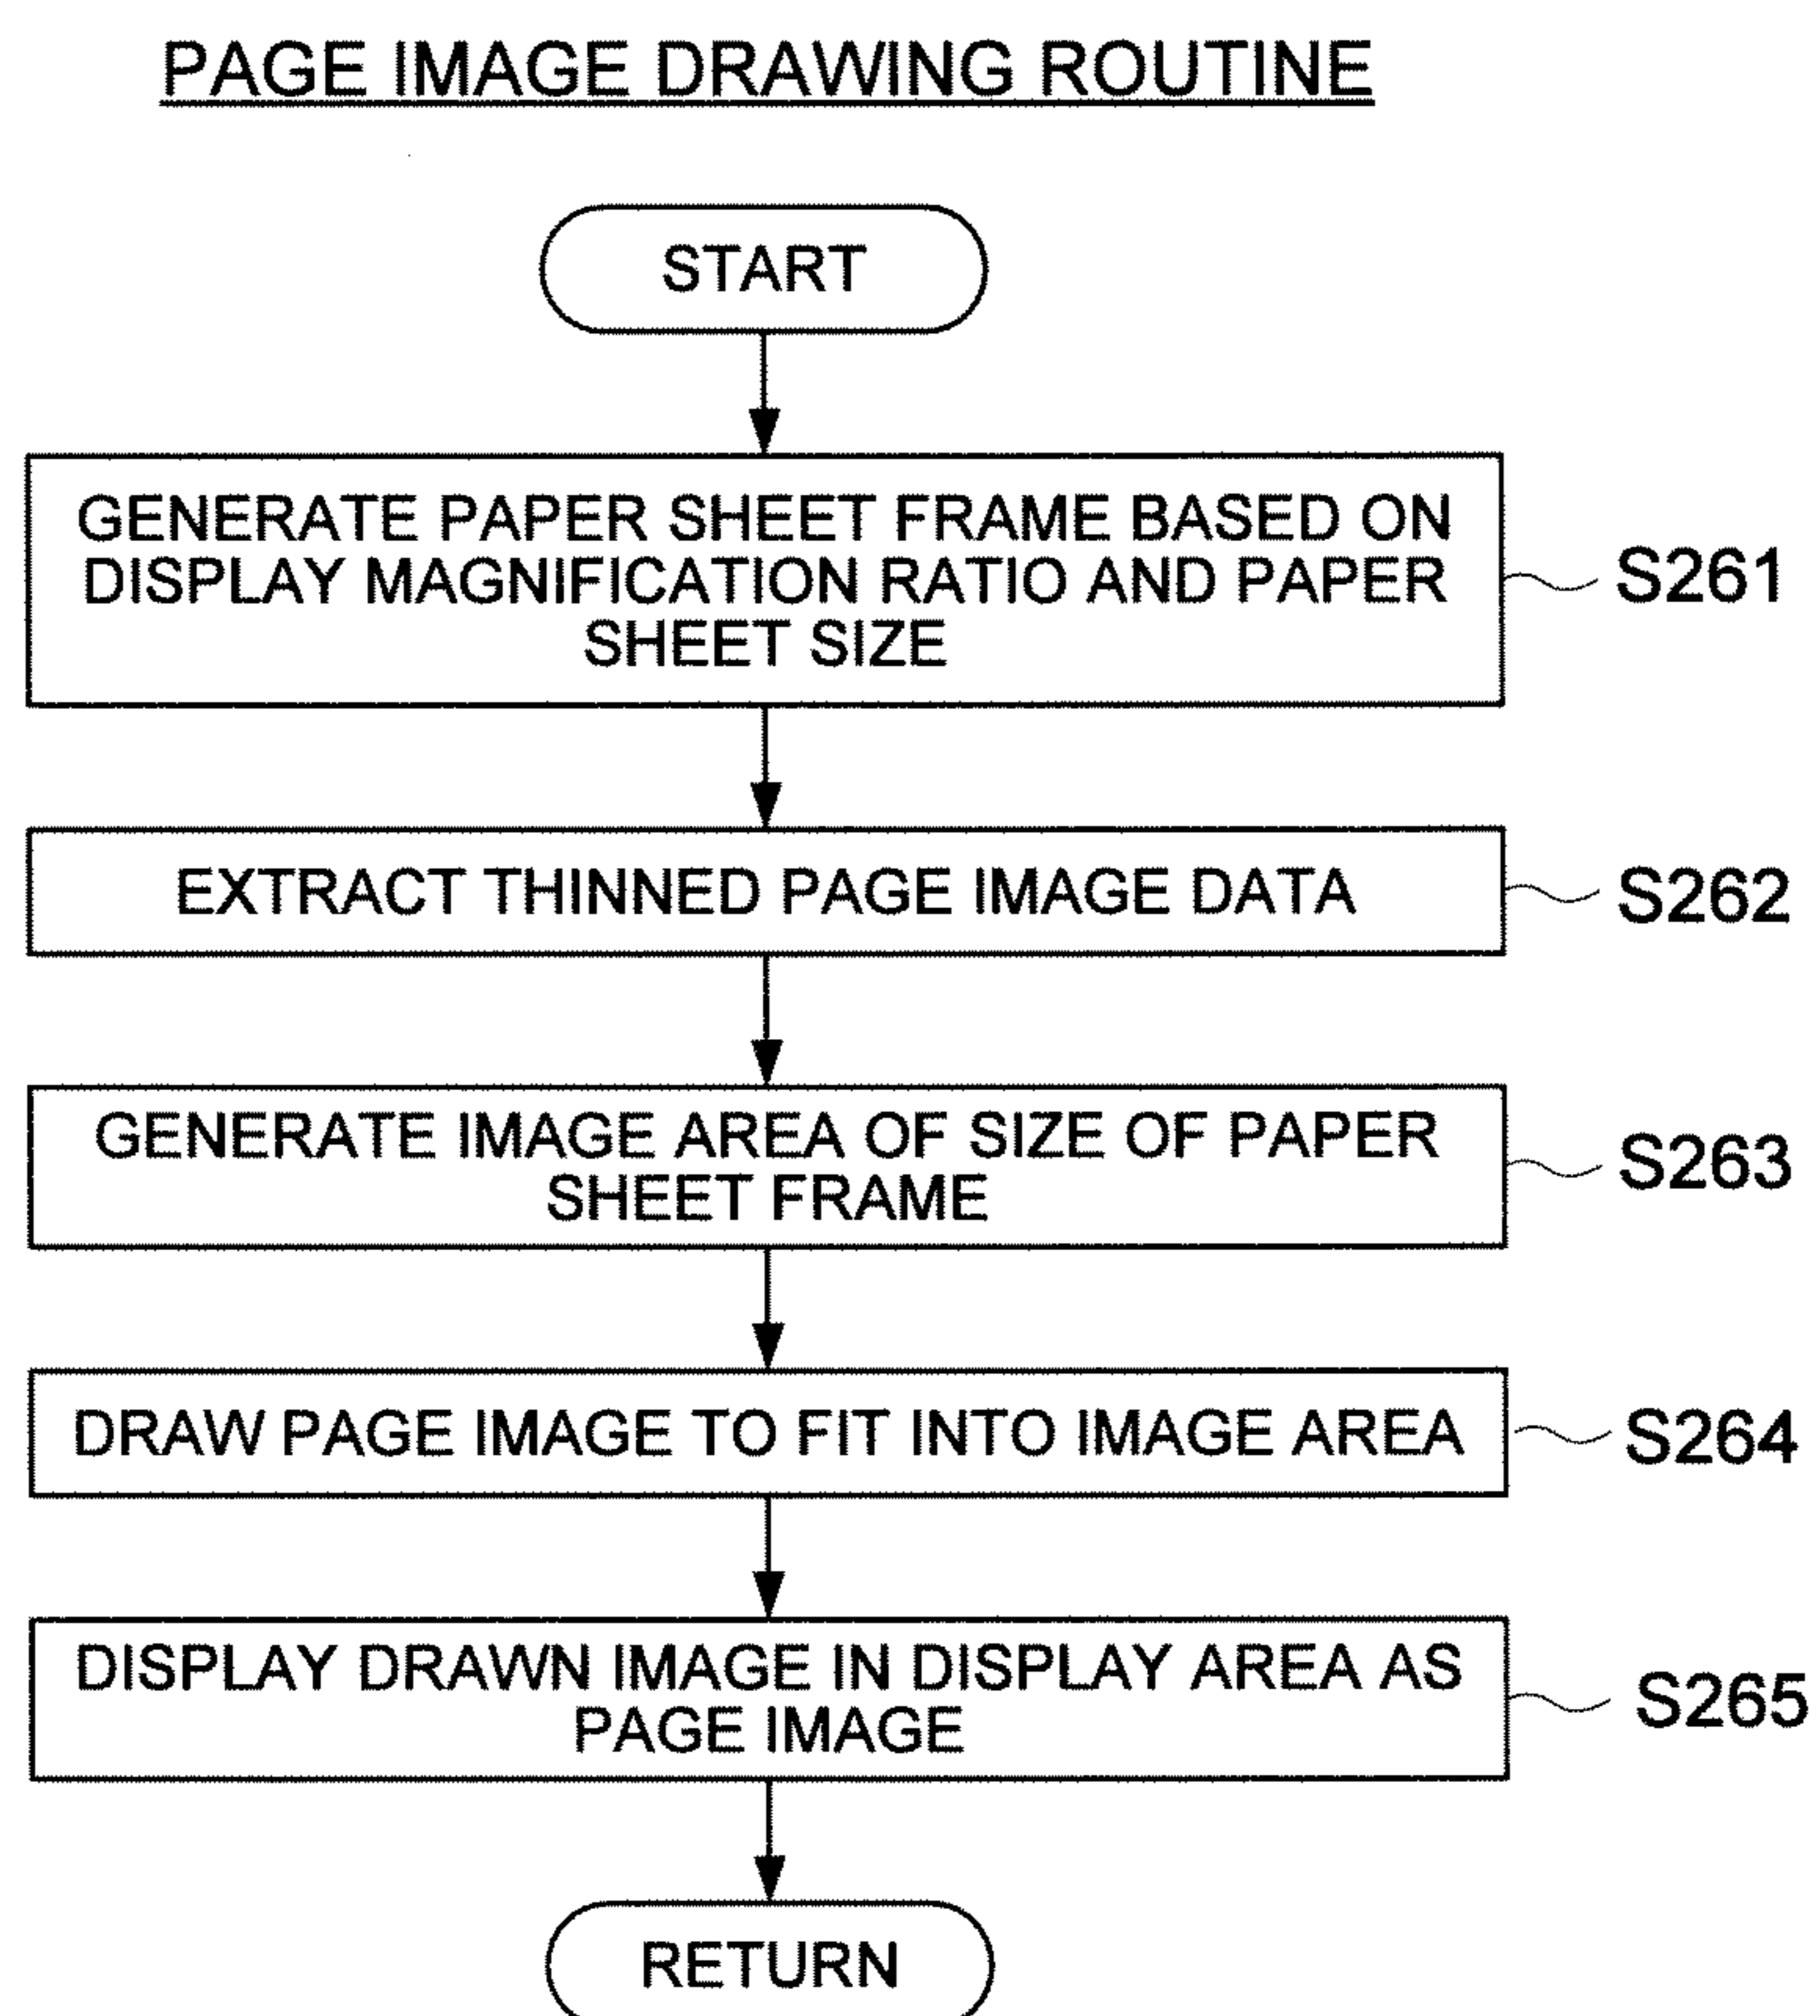 PAGE IMAGE DRAWING ROUTINE
START
GENERATE PAPER SHEET FRAME BASED ON
DISPLAY MAGNIFICATION RATIO AND PAPER
SHEET SIZE
S261
EXTRACT THINNED PAGE IMAGE DATA
S262
GENERATE IMAGE AREA OF SIZE OF PAPER
SHEET FRAME
S263
DRAW PAGE IMAGE TO FIT INTO IMAGE AREA
S264
DISPLAY DRAWN IMAGE IN DISPLAY AREA AS
PAGE IMAGE
S265
RETURN